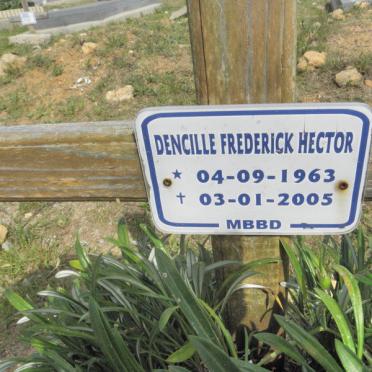 DENCILLE FREDERICK HECTOR
★ 04-09-1963
✝ 03-01-2005
MBBD